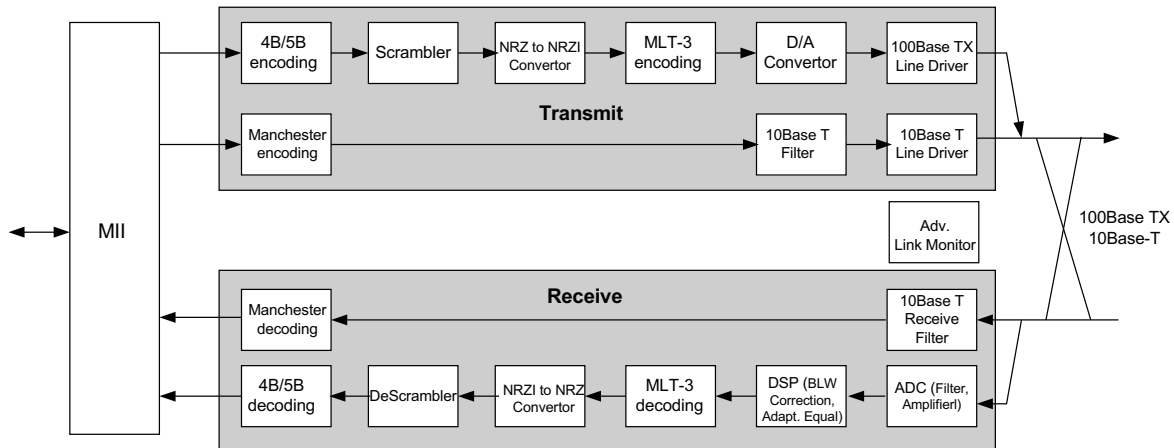 MII
4B/5B
encoding
Scrambler
NRZ to NRZI
Convertor
MLT-3
encoding
D/A
Convertor
100Base TX
Line Driver
Transmit
Manchester
encoding
10Base T
Filter
10Base T
Line Driver
Adv.
Link Monitor
100Base TX
10Base-T
Receive
Manchester
decoding
10Base T
Receive
Filter
4B/5B
decoding
DeScrambler
NRZI to NRZ
Convertor
MLT-3
decoding
DSP (BLW
Correction,
Adapt. Equal)
ADC (Filter,
Amplifierl)